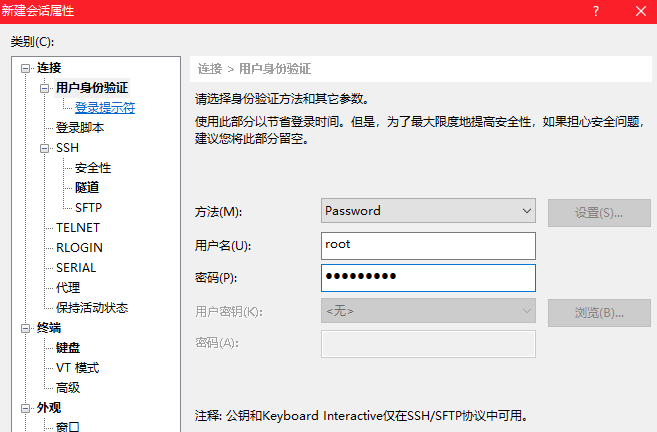 新建会话属性
类别(C):
连接
用户身份验证
登录提示符
登录脚本
SSH
安全性
隧道
SFTP
TELNET
RLOGIN
SERIAL
代理
保持活动状态
终端
键盘
VT 模式
高级
外观
窗口
连接 > 用户身份验证
请选择身份验证方法和其它参数。
使用此部分以节省登录时间。但是，为了最大限度地提高安全性，如果担心安全问题，
建议您将此部分留空。
方法(M):
Password
设置(S)...
用户名(U):
root
密码(P):
●●●●●●●●●
用户密钥(K):
<无>
浏览(B)...
密码(A):
注释: 公钥和Keyboard Interactive仅在SSH/SFTP协议中可用。